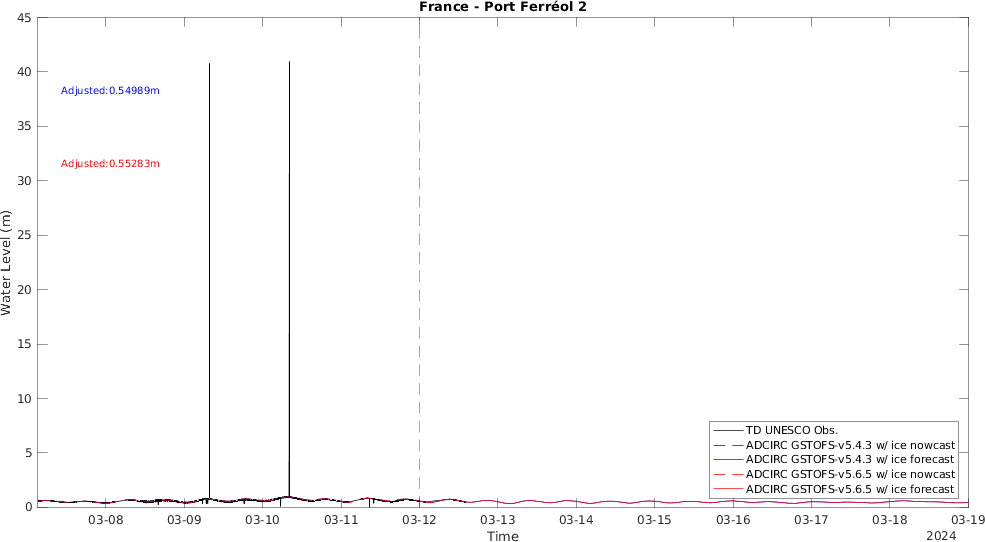 France - Port Ferréol 2
45
40
35
30
25
20
15
10
5
0
Water Level (m)
Adjusted:0.54989m
Adjusted:0.55283m
TD UNESCO Obs.
ADCIRC GSTOFS-v5.4.3 w/ ice nowcast
ADCIRC GSTOFS-v5.4.3 w/ ice forecast
ADCIRC GSTOFS-v5.6.5 w/ ice nowcast
ADCIRC GSTOFS-v5.6.5 w/ ice forecast
03-08 03-09 03-10 03-11 03-12 03-13 03-14 03-15 03-16 03-17 03-18 03-19
Time
2024